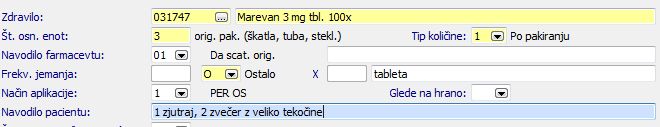 Zdravilo: 031747 ... Marevan 3 mg tbl. 100x
Št. osn. enot: 3 orig. pak. (škatla, tuba, stekl.) Tip količine: 1 Po pakiranju
Navodilo farmacevtu: 01 Da scat. orig.
Frekv. jemanja: O Ostalo X tableta
Način aplikacije: 1 PER OS Glede na hrano:
Navodilo pacientu: 1 zjutraj, 2 zvečer z veliko tekočine